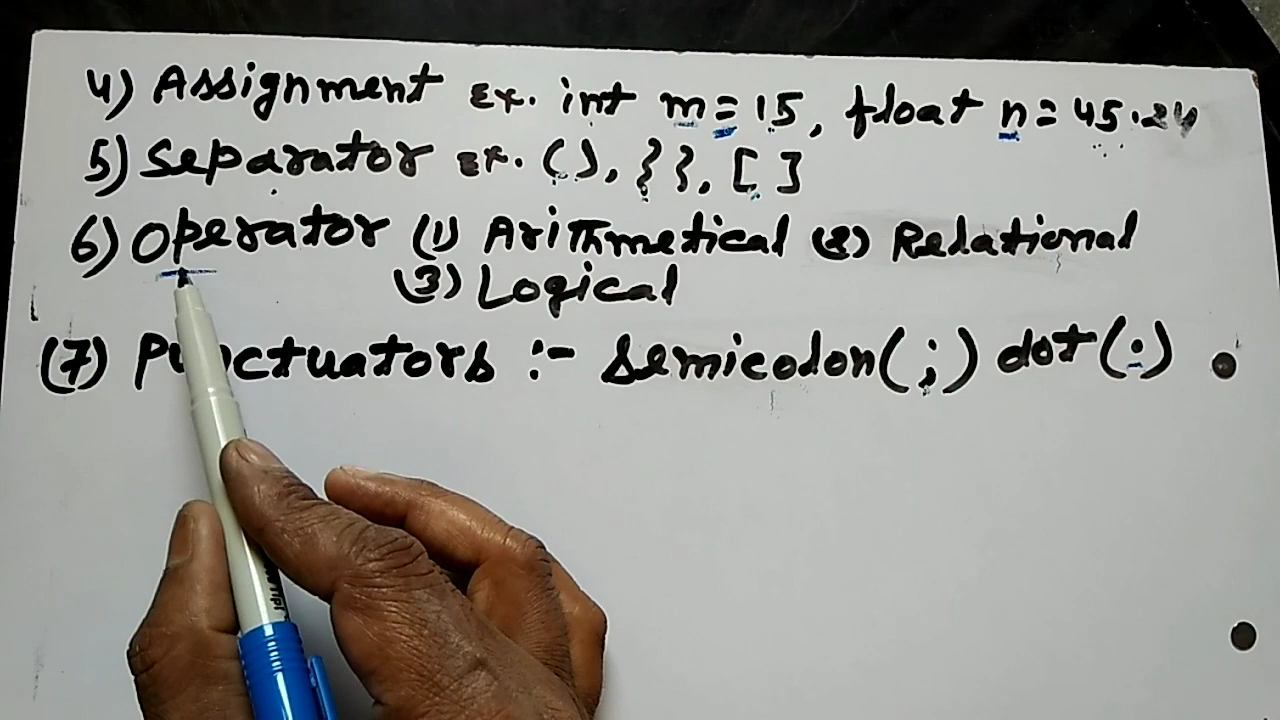 4) Assignment Ex. int m = 15, float n = 45.24
5) Separator Ex. ( ), { }, [ ]
6) Operator (1) Arithmetical (2) Relational
(3) Logical
(7) Punctuators :- Semicolon(;) dot(.)